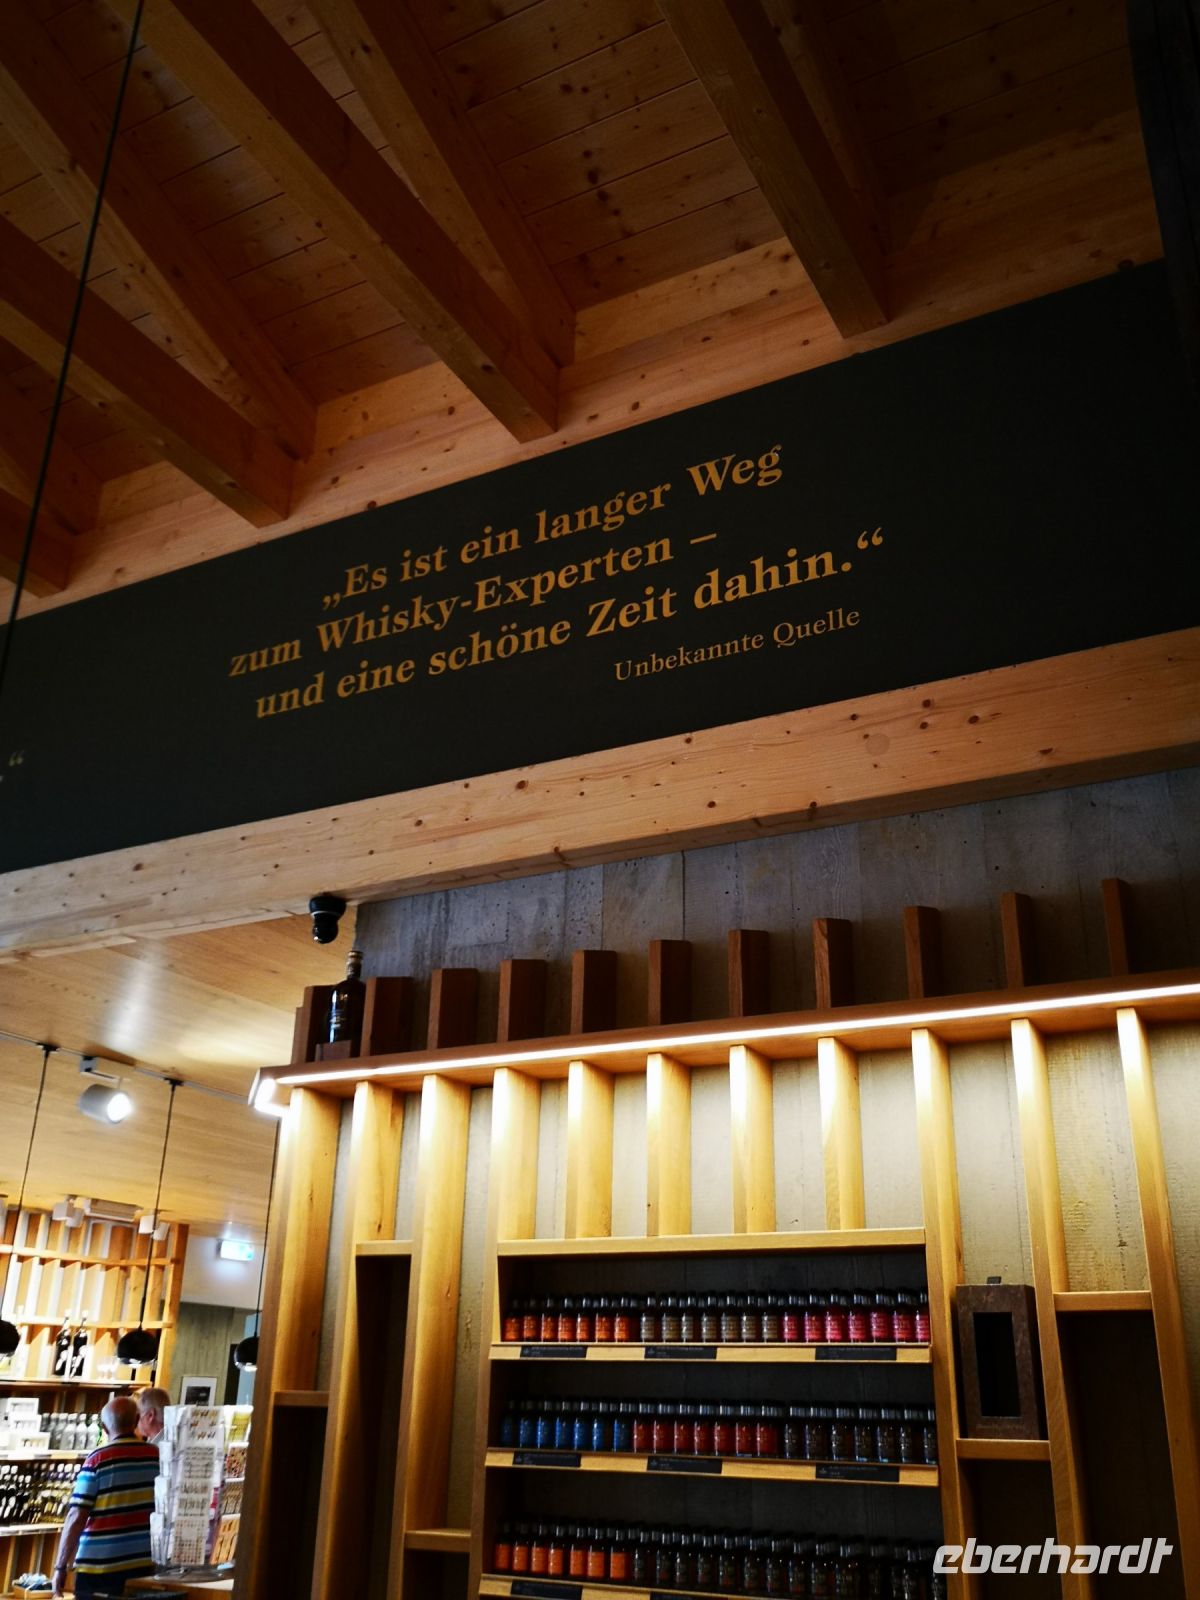 „Es ist ein langer Weg
zum Whisky-Experten –
und eine schöne Zeit dahin.“
Unbekannte Quelle
.“
eberhardt